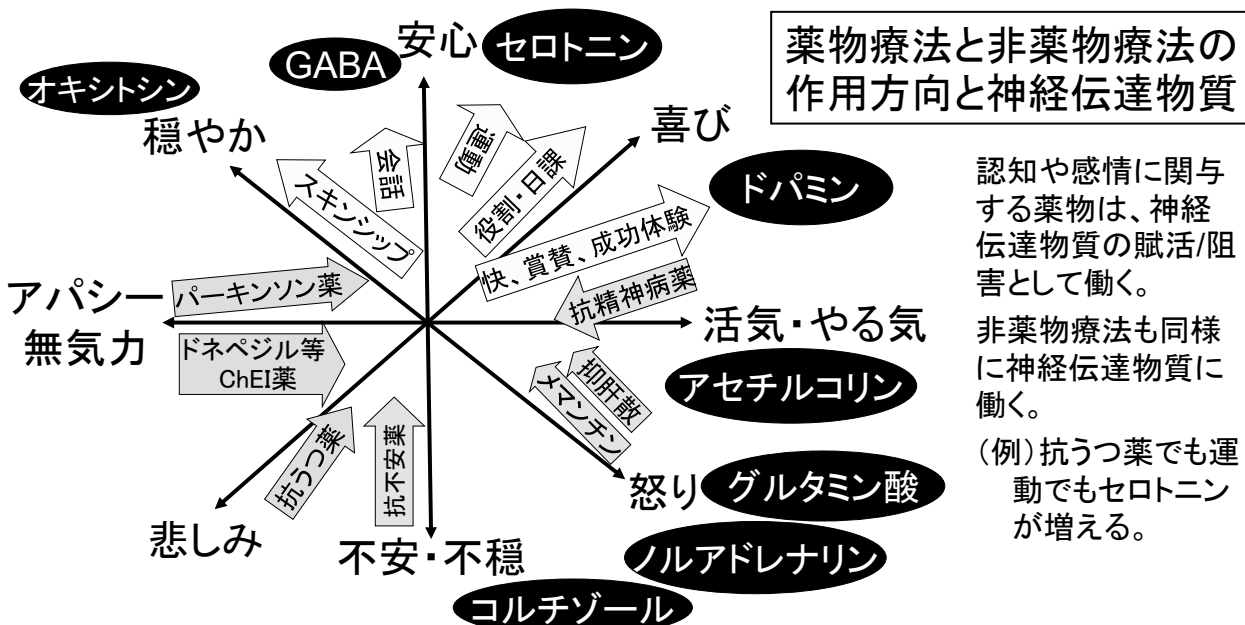 薬物療法と非薬物療法の
作用方向と神経伝達物質
安心
セロトニン
GABA
オキシトシン
穏やか
喜び
ドパミン
会話
運動
役割・日課
スキンシップ
快、賞賛、成功体験
パーキンソン薬
抗精神病薬
アパシー
無気力
活気・やる気
ドネペジル等
ChEI薬
アセチルコリン
抑肝散
メマンチン
抗うつ薬
抗不安薬
怒り
グルタミン酸
悲しみ
不安・不穏
ノルアドレナリン
コルチゾール
認知や感情に関与
する薬物は、神経
伝達物質の賦活/阻
害として働く。
非薬物療法も同様
に神経伝達物質に
働く。
(例)抗うつ薬でも運
動でもセロトニン
が増える。